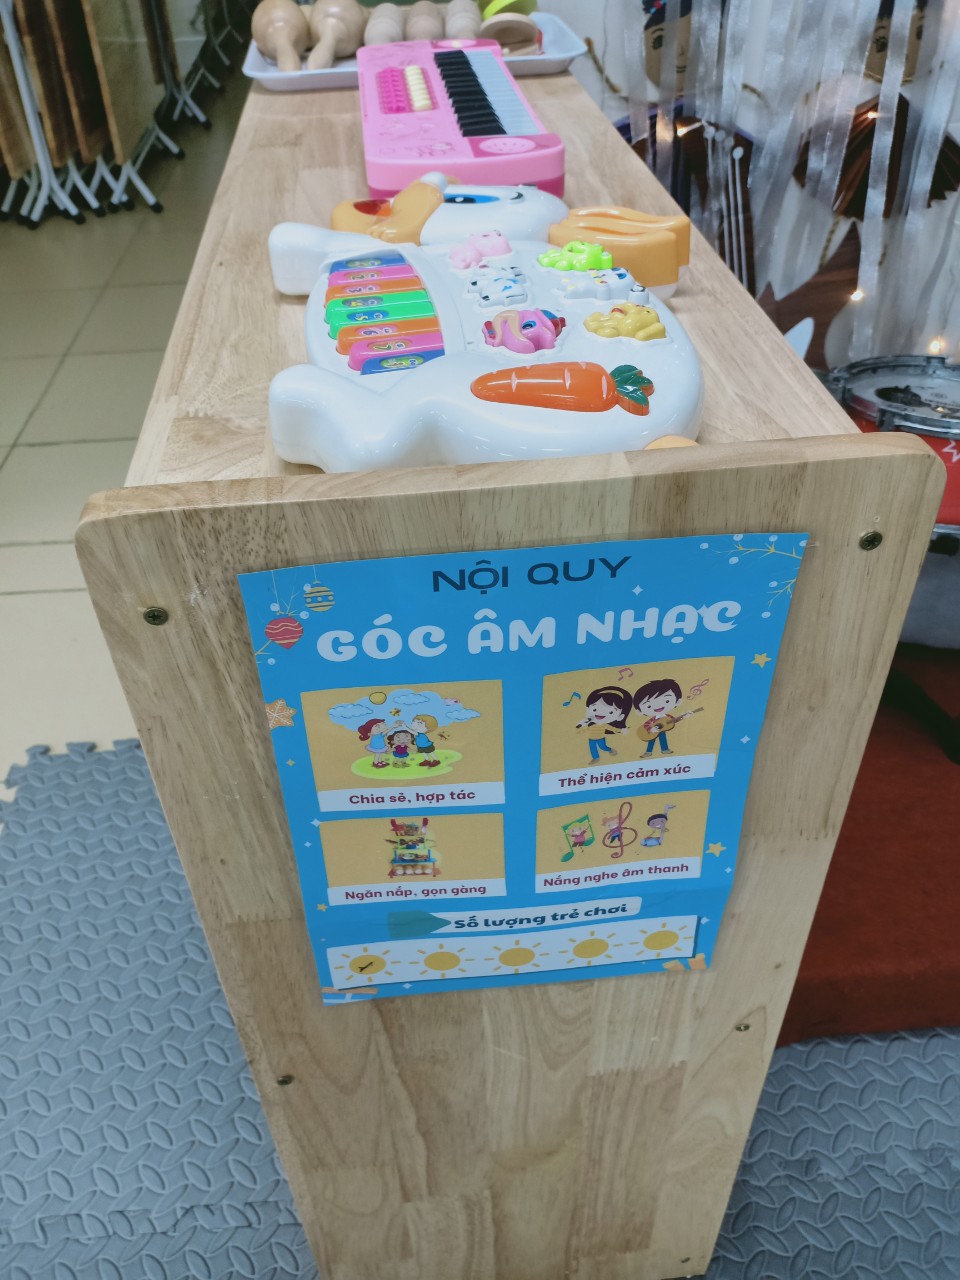 NỘI QUY
GÓC ÂM NHẠC
Chia sẻ, hợp tác
Thể hiện cảm xúc
Ngăn nắp, gọn gàng
Nắng nghe âm thanh
Số lượng trẻ chơi